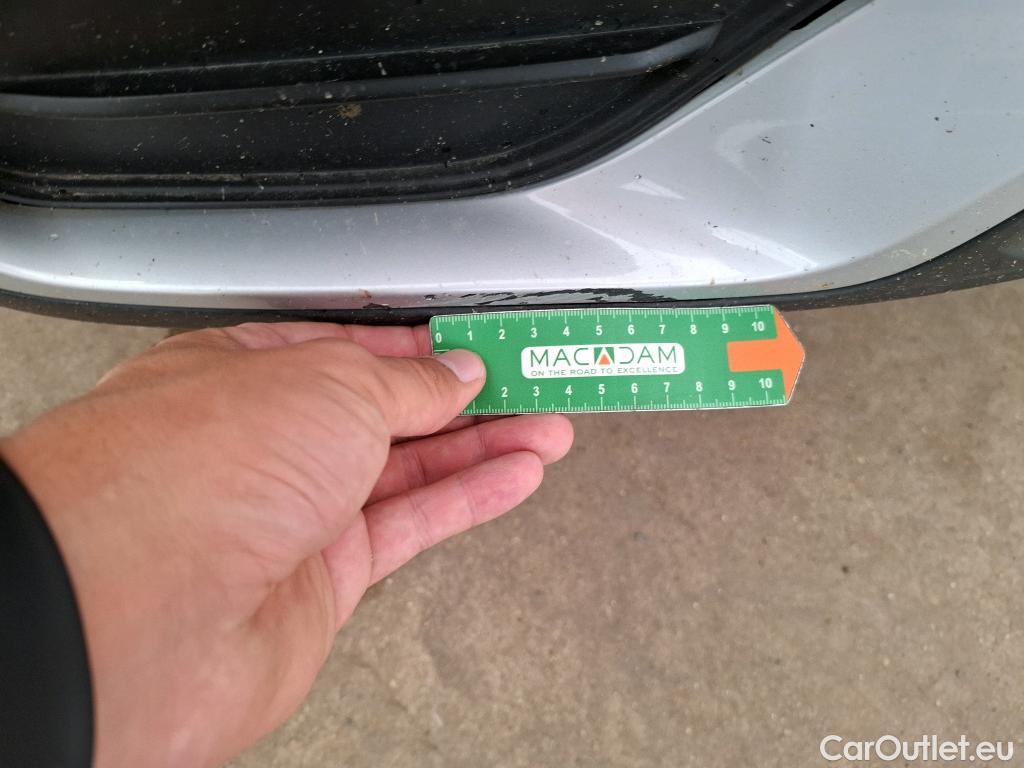 0 1 2 3 4 5 6 7 8 9 10
MACADAM
ON THE ROAD TO EXCELLENCE
2 3 4 5 6 7 8 9 10
CarOutlet.eu